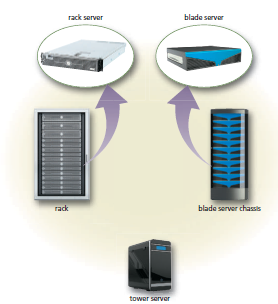 rack server
blade server
rack
blade server chassis
tower server